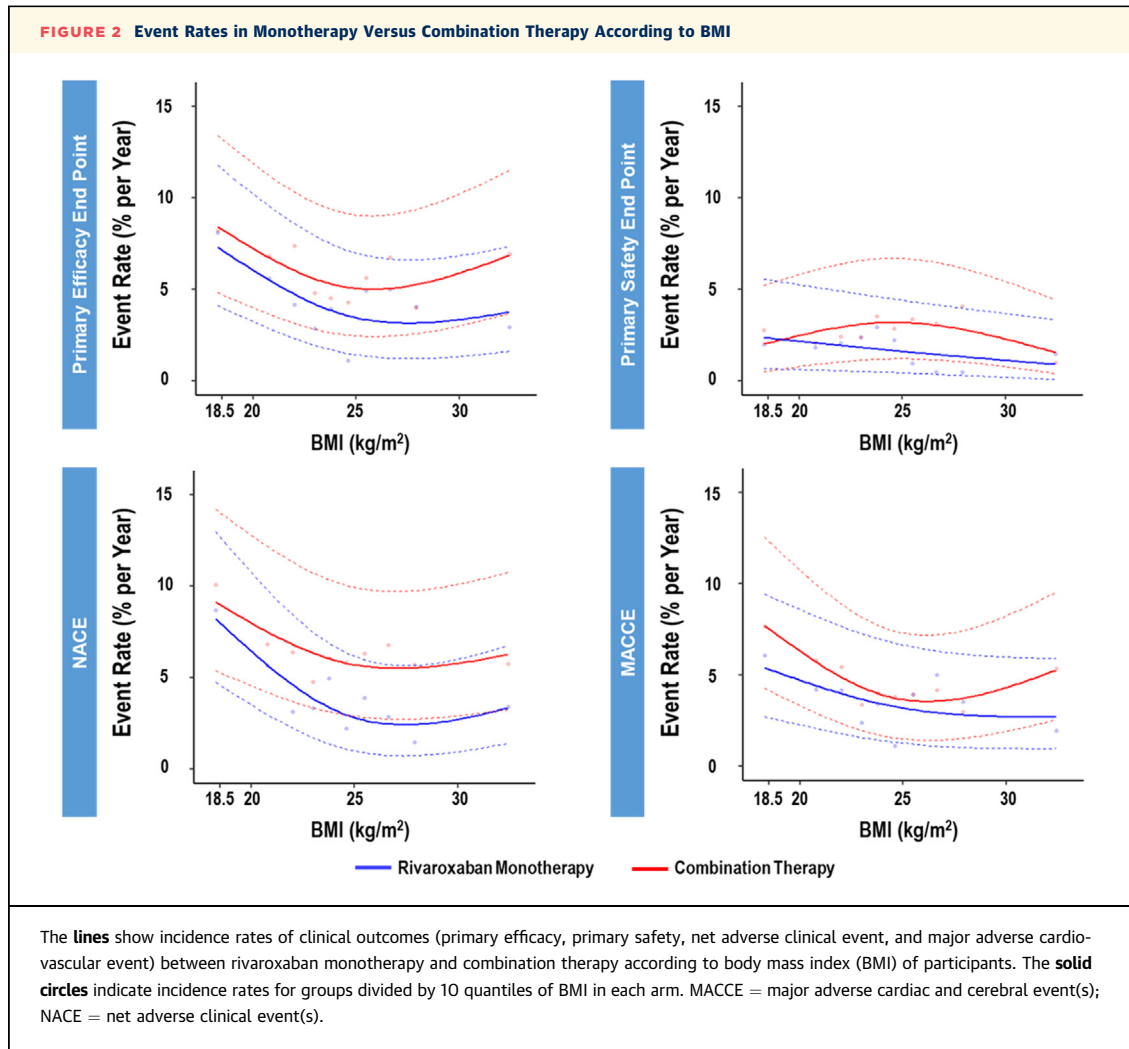 FIGURE 2 Event Rates in Monotherapy Versus Combination Therapy According to BMI
Primary Efficacy End Point
Event Rate (% per Year)
15
10
5
0
18.5 20 25 30
BMI (kg/m²)
Primary Safety End Point
Event Rate (% per Year)
15
10
5
0
18.5 20 25 30
BMI (kg/m²)
NACE
Event Rate (% per Year)
15
10
5
0
18.5 20 25 30
BMI (kg/m²)
MACCE
Event Rate (% per Year)
15
10
5
0
18.5 20 25 30
BMI (kg/m²)
Rivaroxaban Monotherapy Combination Therapy
The lines show incidence rates of clinical outcomes (primary efficacy, primary safety, net adverse clinical event, and major adverse cardio-
vascular event) between rivaroxaban monotherapy and combination therapy according to body mass index (BMI) of participants. The solid
circles indicate incidence rates for groups divided by 10 quantiles of BMI in each arm. MACCE = major adverse cardiac and cerebral event(s);
NACE = net adverse clinical event(s).